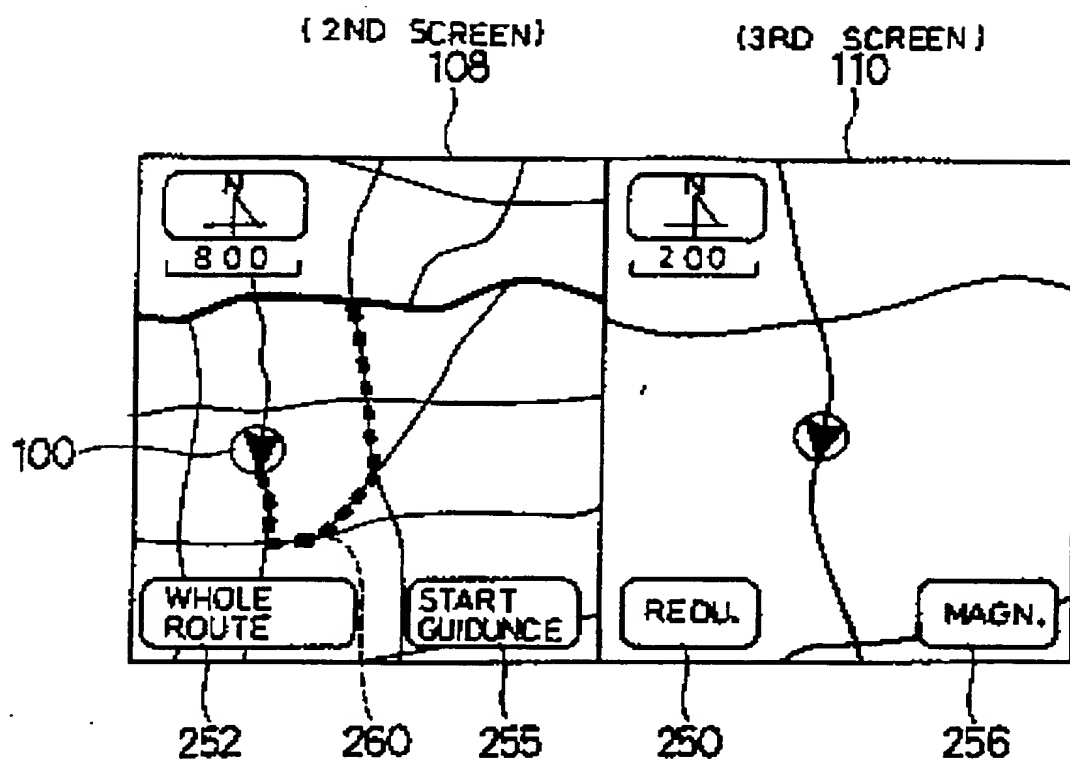 {2ND SCREEN}
108
{3RD SCREEN}
110
N
800
N
200
100
WHOLE
ROUTE
START
GUIDUNCE
REDU.
MAGN.
252
260
255
250
256